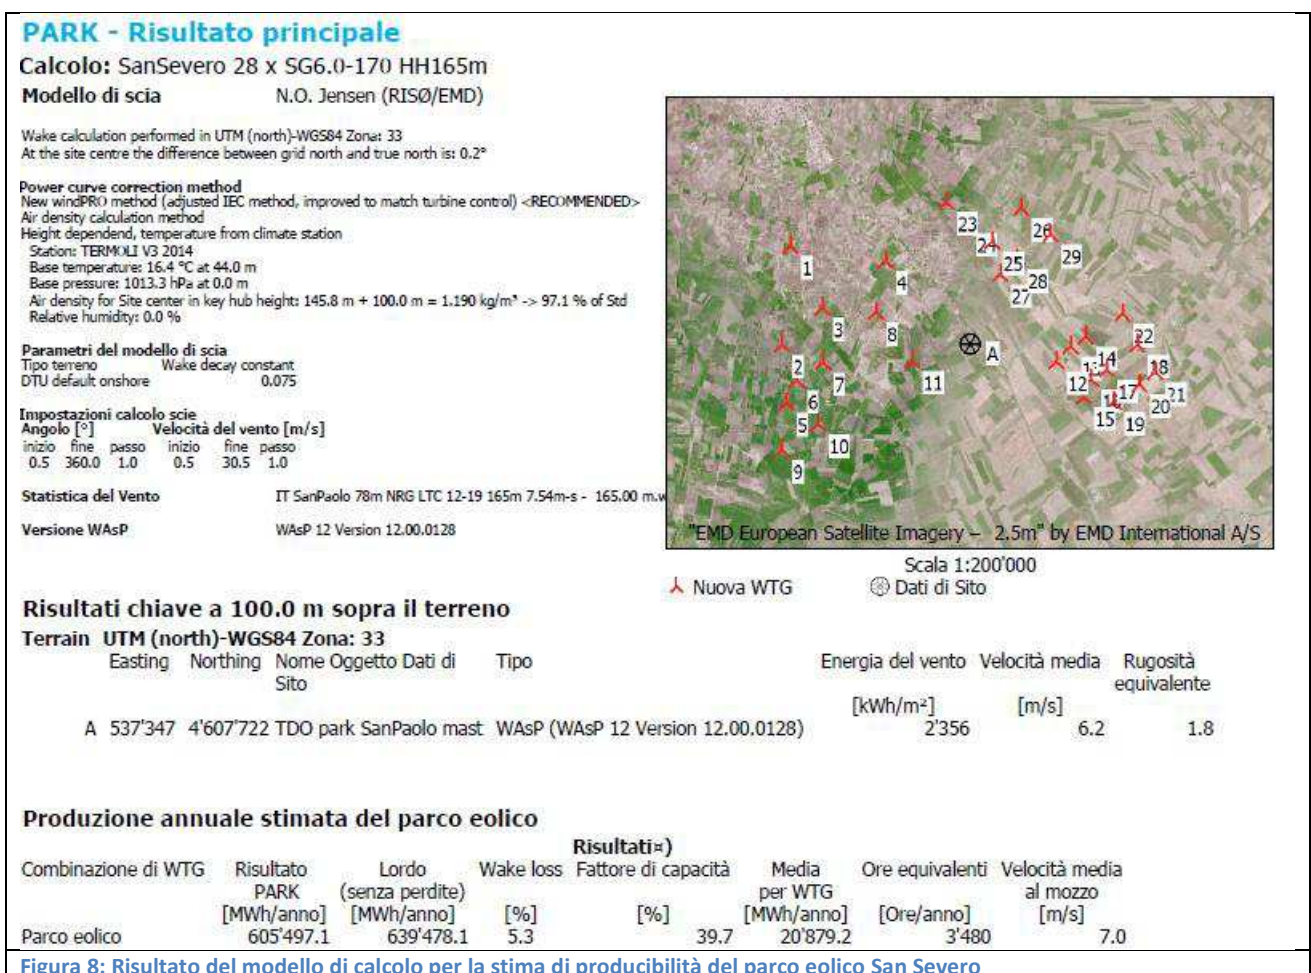 PARK - Risultato principale
Calcolo: SanSevero 28 x SG6.0-170 HH165m
Modello di scia N.O. Jensen (RISØ/EMD)
Wake calculation performed in UTM (north)-WGS84 Zona: 33
At the site centre the difference between grid north and true north is: 0.2°
Power curve correction method
New windPRO method (adjusted IEC method, improved to match turbine control) <RECOMMENDED>
Air density calculation method
Height dependend, temperature from climate station
Station: TERMOLI V3 2014
Base temperature: 16.4 °C at 44.0 m
Base pressure: 1013.3 hPa at 0.0 m
Air density for Site center in key hub height: 145.8 m + 100.0 m = 1.190 kg/m³ -> 97.1 % of Std
Relative humidity: 0.0 %
Parametri del modello di scia
Tipo terreno Wake decay constant
DTU default onshore 0.075
Impostazioni calcolo scie
Angolo [°] Velocità del vento [m/s]
inizio fine passo inizio fine passo
0.5 360.0 1.0 0.5 30.5 1.0
Statistica del Vento IT SanPaolo 78m NRG LTC 12-19 165m 7.54m-s - 165.00 m.w
Versione WAsP WAsP 12 Version 12.00.0128
23
26
24
25
29
1
4
28
27
3
8
22
A
14
2
7
11
12
18
6
17
21
20
5
15
19
10
9
"EMD European Satellite Imagery – 2.5m" by EMD International A/S
Scala 1:200'000
Nuova WTG Dati di Sito
Risultati chiave a 100.0 m sopra il terreno
Terrain UTM (north)-WGS84 Zona: 33
Easting Northing Nome Oggetto Dati di Tipo Energia del vento Velocità media Rugosità
Sito equivalente
[kWh/m²] [m/s]
A 537'347 4'607'722 TDO park SanPaolo mast WAsP (WAsP 12 Version 12.00.0128) 2'356 6.2 1.8
Produzione annuale stimata del parco eolico
Risultati¤)
Combinazione di WTG Risultato Lordo Wake loss Fattore di capacità Media Ore equivalenti Velocità media
PARK (senza perdite) per WTG al mozzo
[MWh/anno] [MWh/anno] [%] [%] [MWh/anno] [Ore/anno] [m/s]
Parco eolico 605'497.1 639'478.1 5.3 39.7 20'879.2 3'480 7.0
Figura 8: Risultato del modello di calcolo per la stima di producibilità del parco eolico San Severo